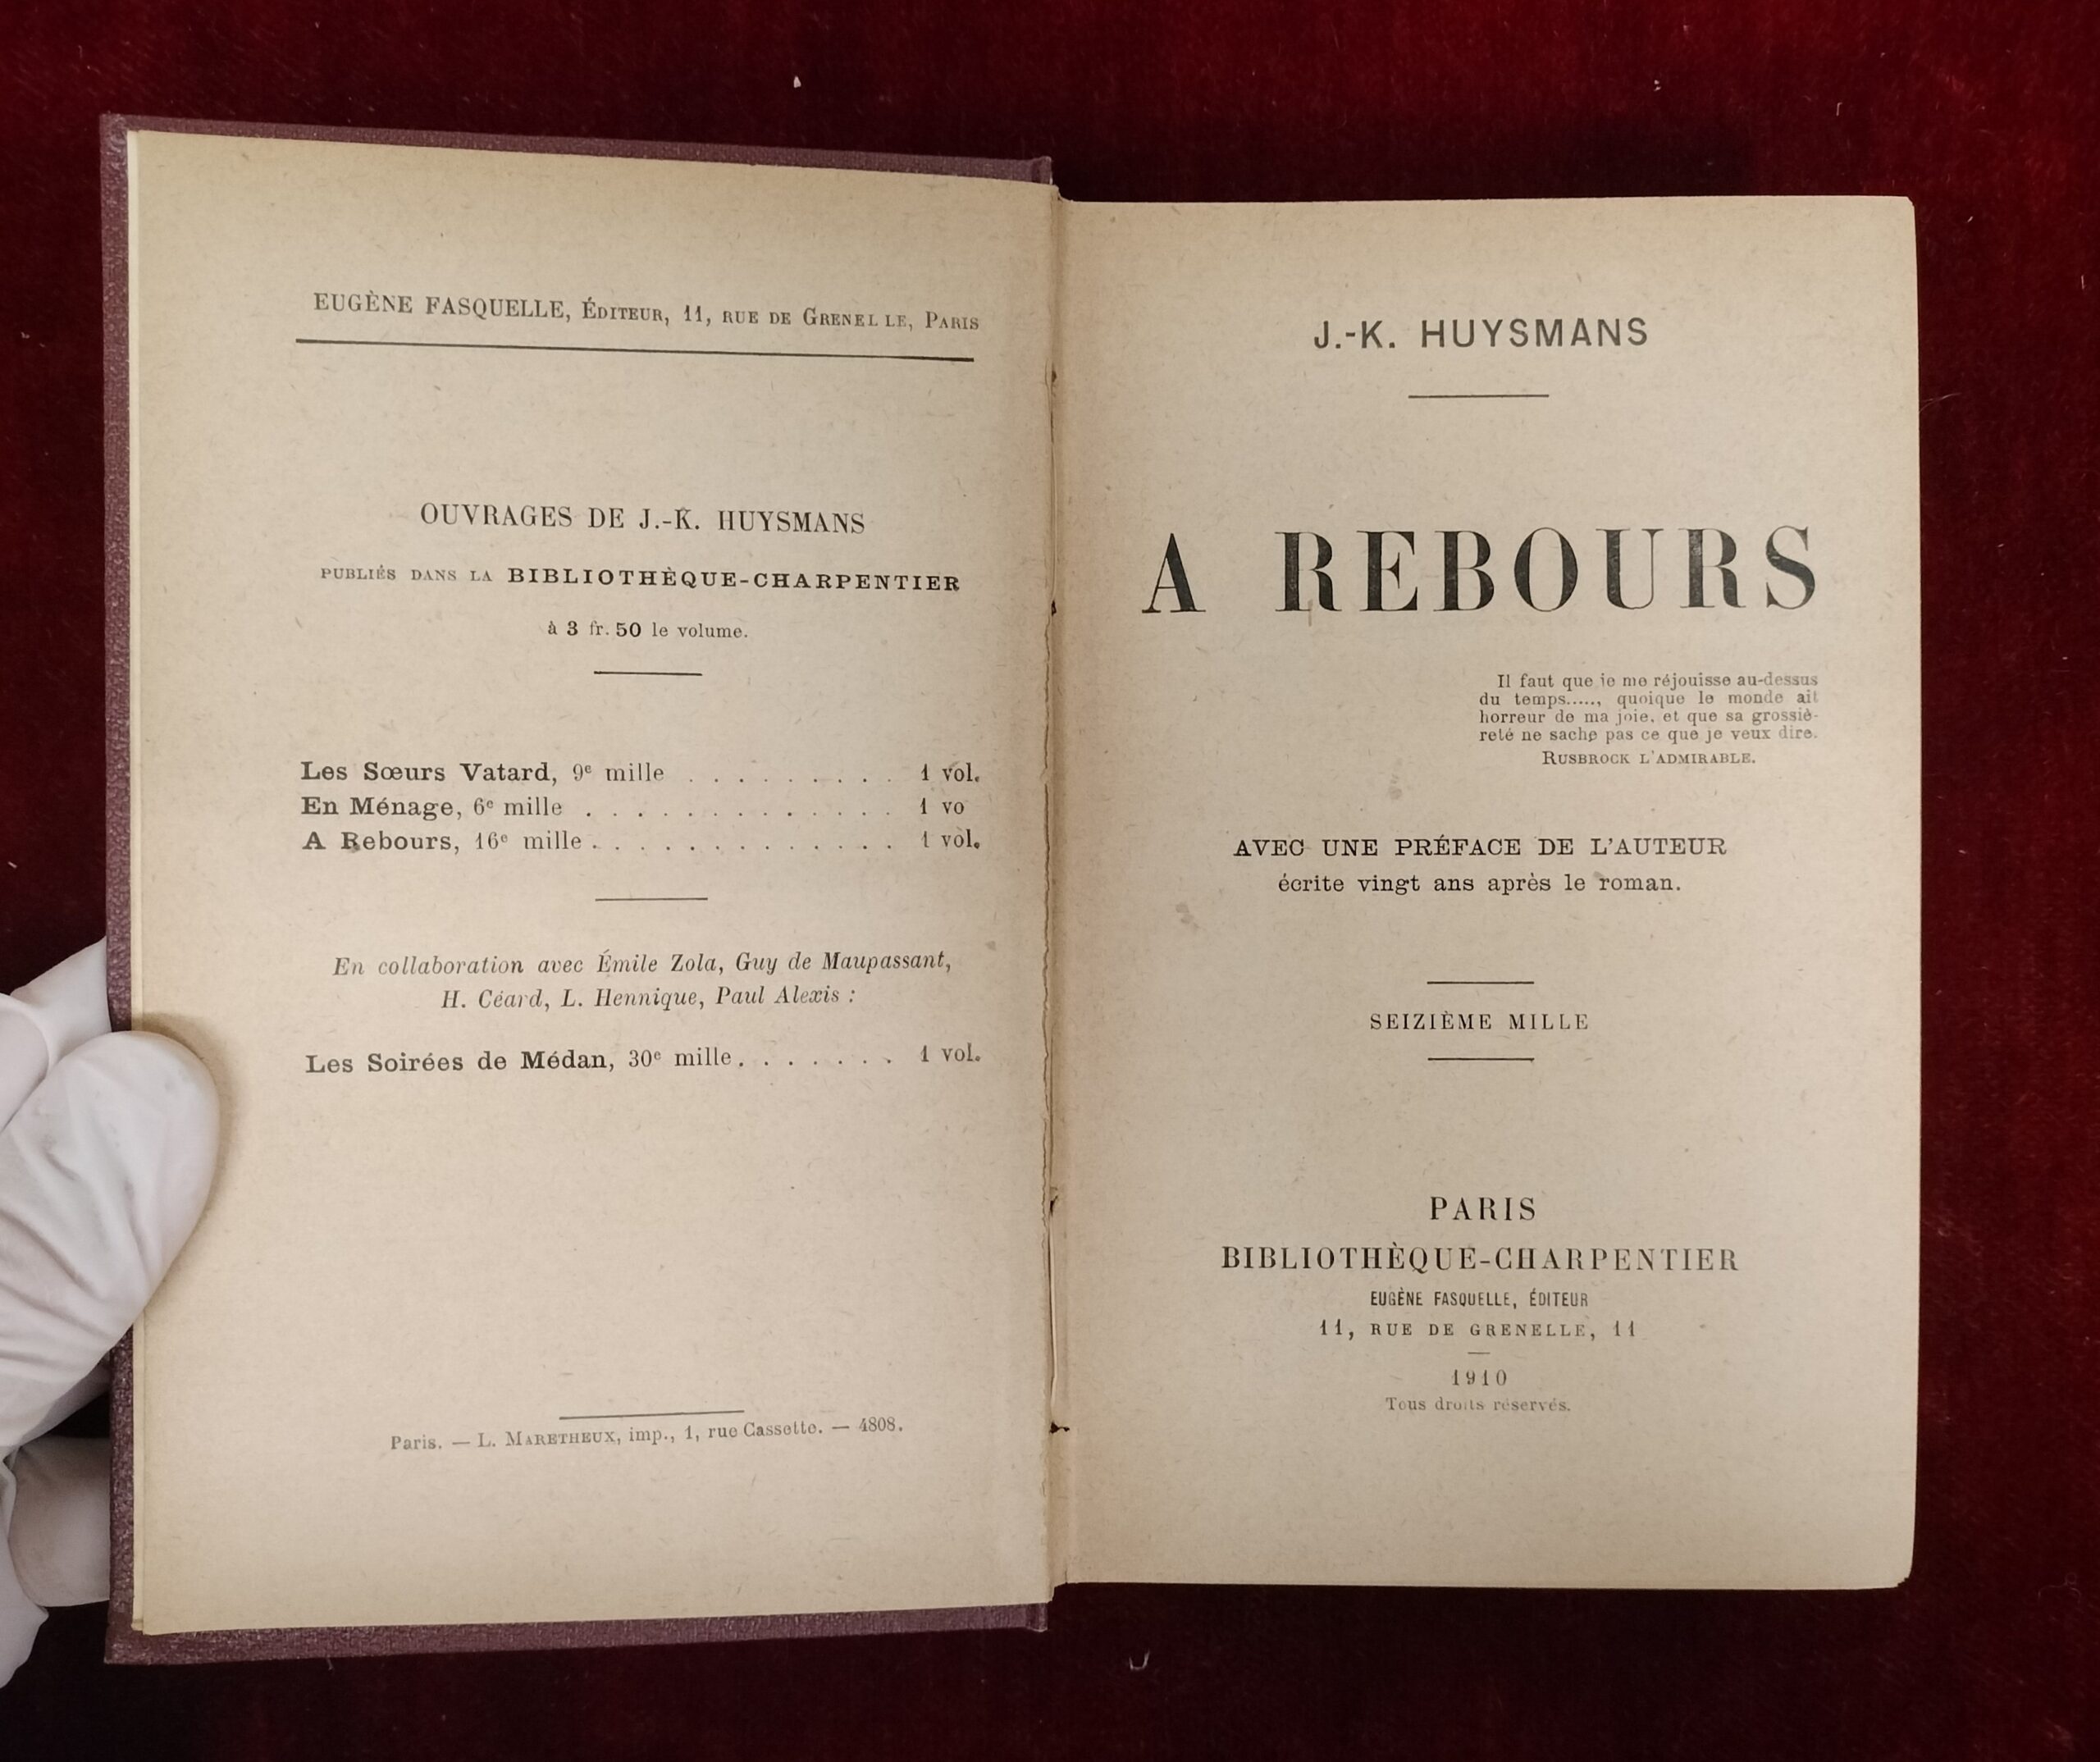 EUGÈNE FASQUELLE, ÉDITEUR, 11, RUE DE GRENEL LE, PARIS
OUVRAGES DE J.-K. HUYSMANS
PUBLIÉS DANS LA BIBLIOTHÈQUE-CHARPENTIER
à 3 fr. 50 le volume.
Les Sœurs Vatard, 9e mille . . . . . . . . . 1 vol.
En Ménage, 6e mille . . . . . . . . . . . . . 1 vo
A Rebours, 16e mille . . . . . . . . . . . . . 1 vol.
En collaboration avec Émile Zola, Guy de Maupassant,
H. Céard, L. Hennique, Paul Alexis :
Les Soirées de Médan, 30e mille . . . . . . . 1 vol.
Paris. — L. MARETHEUX, imp., 1, rue Cassette. — 4808.
J.-K. HUYSMANS
A REBOURS
Il faut que je me réjouisse au-dessus
du temps....., quoique le monde ait
horreur de ma joie, et que sa grossiè-
reté ne sache pas ce que je veux dire.
RUSBROCK L'ADMIRABLE.
AVEC UNE PRÉFACE DE L'AUTEUR
écrite vingt ans après le roman.
SEIZIÈME MILLE
PARIS
BIBLIOTHÈQUE-CHARPENTIER
EUGÈNE FASQUELLE, ÉDITEUR
11, RUE DE GRENELLE, 11
1910
Tous droits réservés.